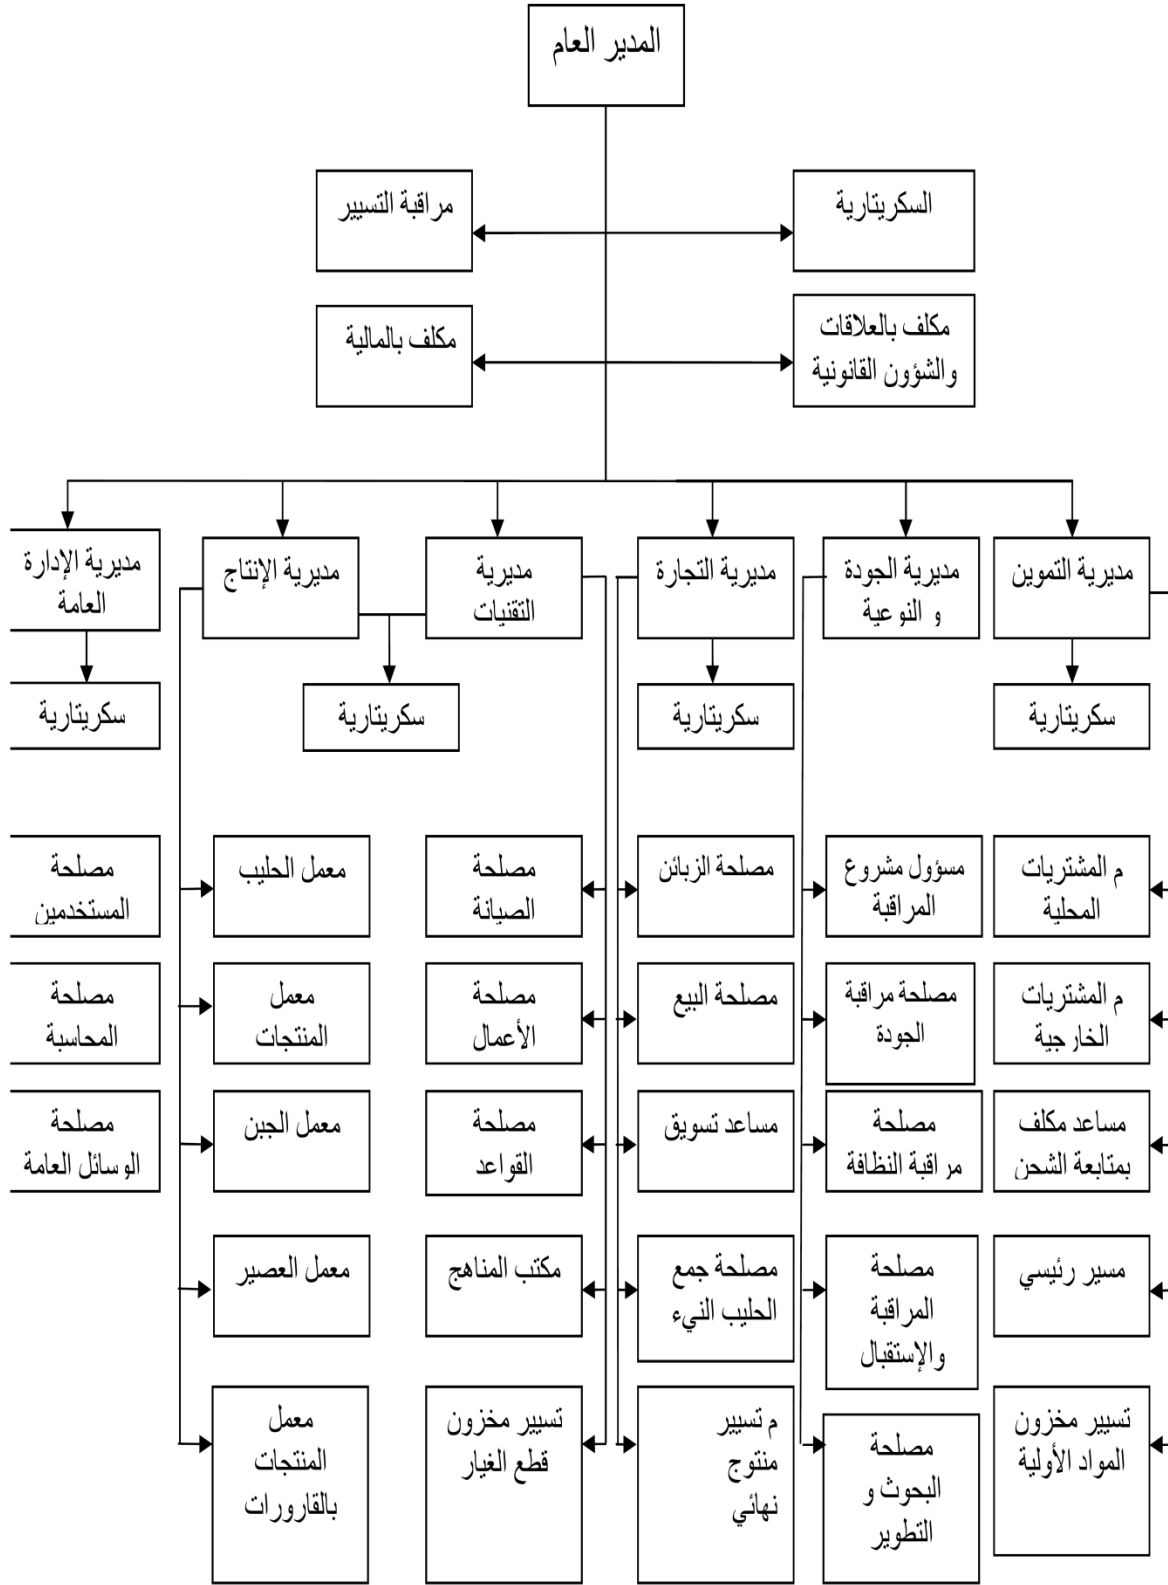 المدير العام
السكريتارية
مراقبة التسيير
مكلف بالعلاقات
والشؤون القانونية
مكلف بالمالية
مديرية التموين
مديرية الجودة
و النوعية
مديرية التجارة
مديرية
التقنيات
مديرية الإنتاج
مديرية الإدارة
العامة
سكريتارية
سكريتارية
سكريتارية
سكريتارية
م المشتريات
المحلية
مسؤول مشروع
المراقبة
مصلحة الزبائن
مصلحة
الصيانة
معمل الحليب
مصلحة
المستخدمين
م المشتريات
الخارجية
مصلحة مراقبة
الجودة
مصلحة البيع
مصلحة
الأعمال
معمل
المنتجات
مصلحة
المحاسبة
مساعد مكلف
بمتابعة الشحن
مصلحة
مراقبة النظافة
مساعد تسويق
مصلحة
القواعد
معمل الجبن
مصلحة
الوسائل العامة
مسير رئيسي
مصلحة
المراقبة
والإستقبال
مصلحة جمع
الحليب النيء
مكتب المناهج
معمل العصير
تسيير مخزون
المواد الأولية
مصلحة
البحوث و
التطوير
م تسيير
منتوج
نهائي
تسيير مخزون
قطع الغيار
معمل
المنتجات
بالقارورات